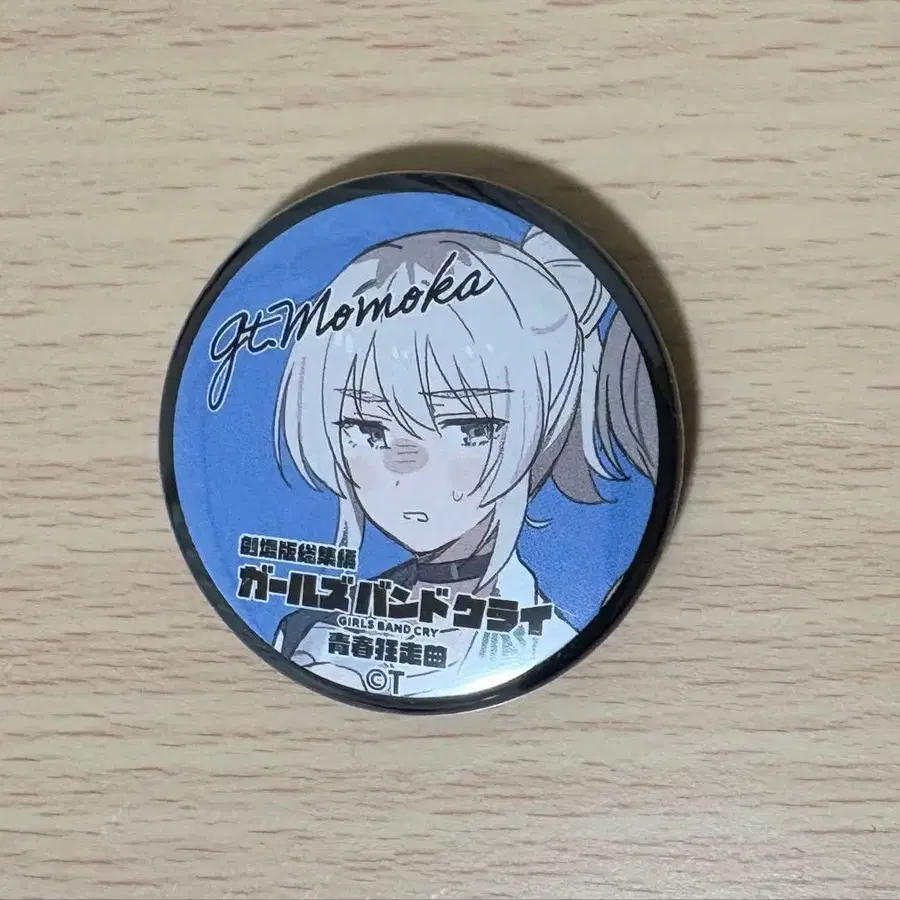 gt. Momoka
劇場版総集編
ガールズバンドクライ
GIRLS BAND CRY
青春狂走曲
©T